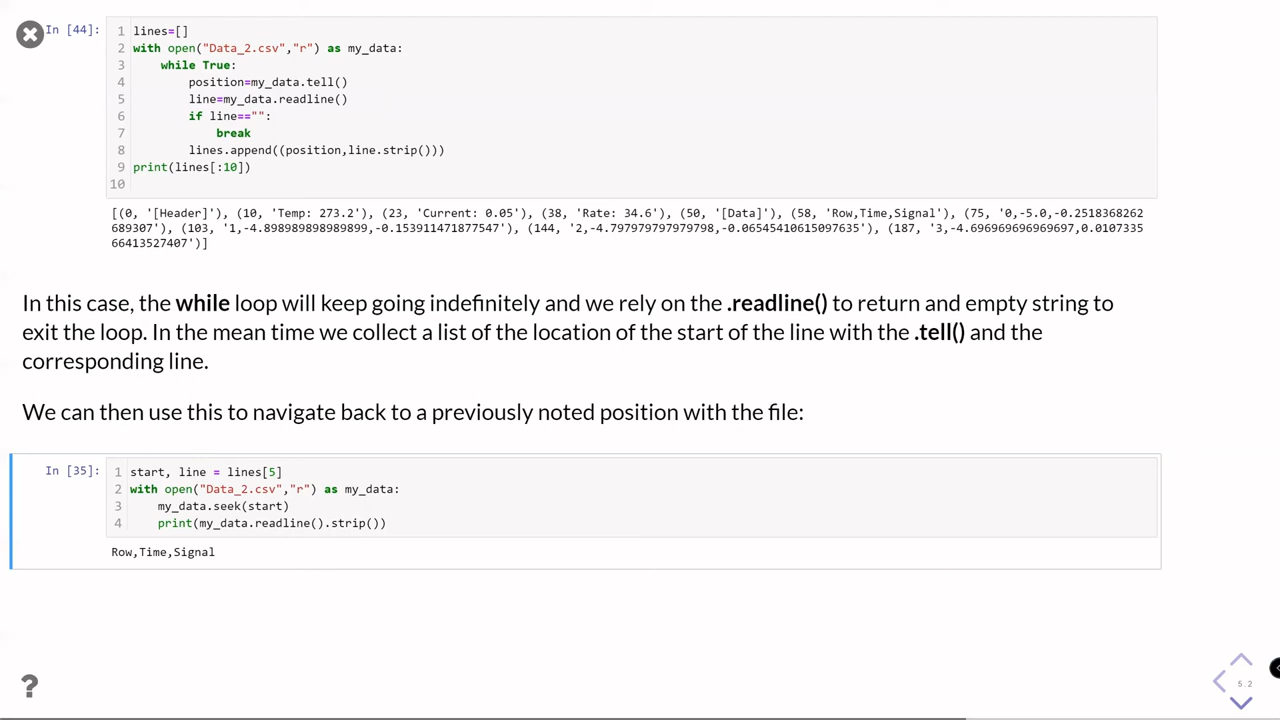 In [44]:
1 lines=[]
2 with open("Data_2.csv","r") as my_data:
3     while True:
4         position=my_data.tell()
5         line=my_data.readline()
6         if line=="":
7             break
8         lines.append((position,line.strip()))
9 print(lines[:10])
10
[(0, '[Header]'), (10, 'Temp: 273.2'), (23, 'Current: 0.05'), (38, 'Rate: 34.6'), (50, '[Data]'), (58, 'Row,Time,Signal'), (75, '0,-5.0,-0.2518368262
689307'), (103, '1,-4.898989898989899,-0.153911471877547'), (144, '2,-4.797979797979798,-0.06545410615097635'), (187, '3,-4.696969696969697,0.0107335
66413527407')]
In this case, the while loop will keep going indefinitely and we rely on the .readline() to return and empty string to
exit the loop. In the mean time we collect a list of the location of the start of the line with the .tell() and the
corresponding line.
We can then use this to navigate back to a previously noted position with the file:
In [35]:
1 start, line = lines[5]
2 with open("Data_2.csv","r") as my_data:
3     my_data.seek(start)
4     print(my_data.readline().strip())
Row,Time,Signal
?
5.2